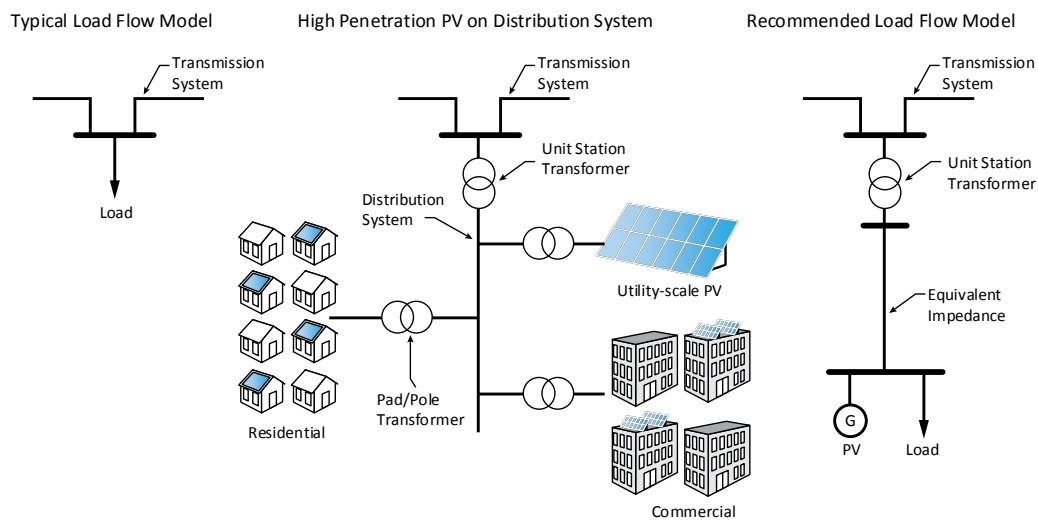 Typical Load Flow Model
High Penetration PV on Distribution System
Recommended Load Flow Model
Transmission
System
Load
Transmission
System
Unit Station
Transformer
Distribution
System
Utility-scale PV
Pad/Pole
Transformer
Residential
Commercial
Transmission
System
Unit Station
Transformer
Equivalent
Impedance
G
PV
Load